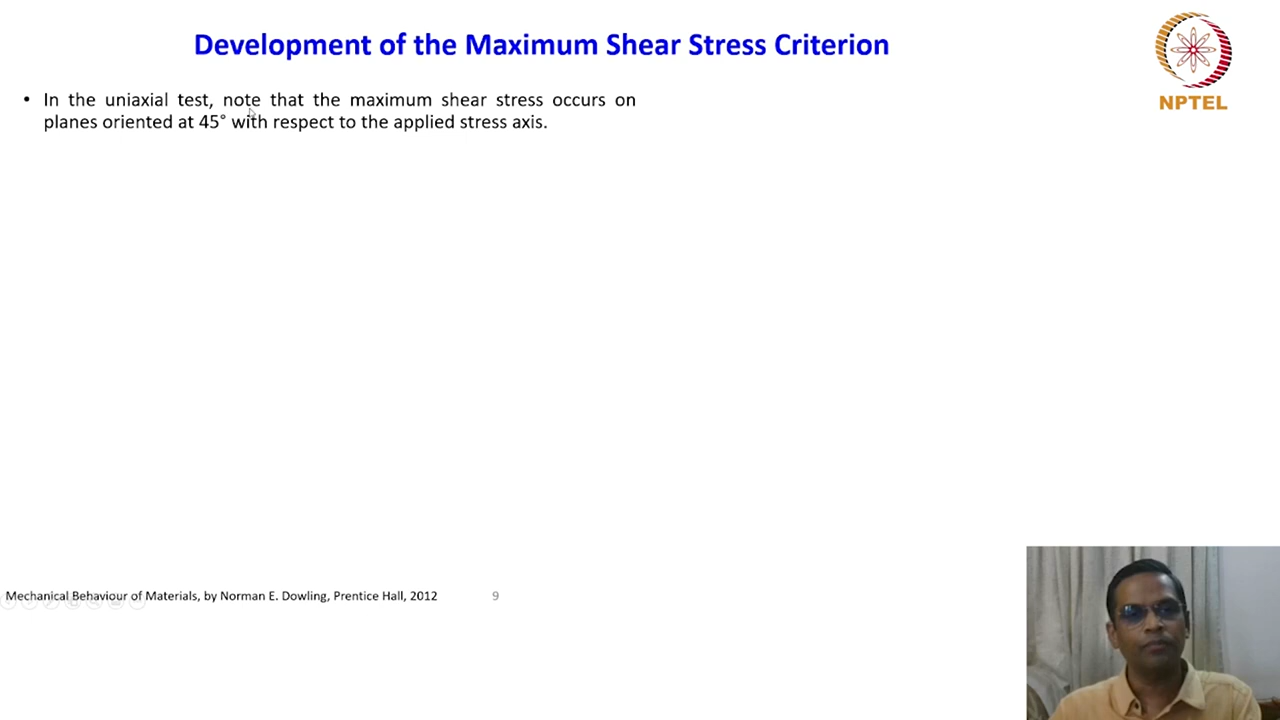 Development of the Maximum Shear Stress Criterion
NPTEL
• In the uniaxial test, note that the maximum shear stress occurs on
planes oriented at 45° with respect to the applied stress axis.
Mechanical Behaviour of Materials, by Norman E. Dowling, Prentice Hall, 2012
9